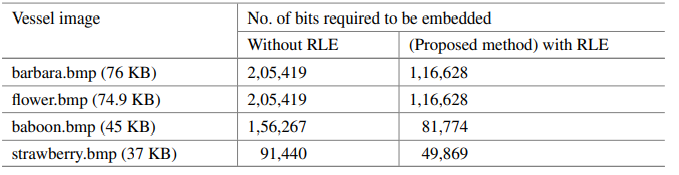 Vessel image No. of bits required to be embedded
Without RLE (Proposed method) with RLE
barbara.bmp (76 KB) 2,05,419 1,16,628
flower.bmp (74.9 KB) 2,05,419 1,16,628
baboon.bmp (45 KB) 1,56,267 81,774
strawberry.bmp (37 KB) 91,440 49,869